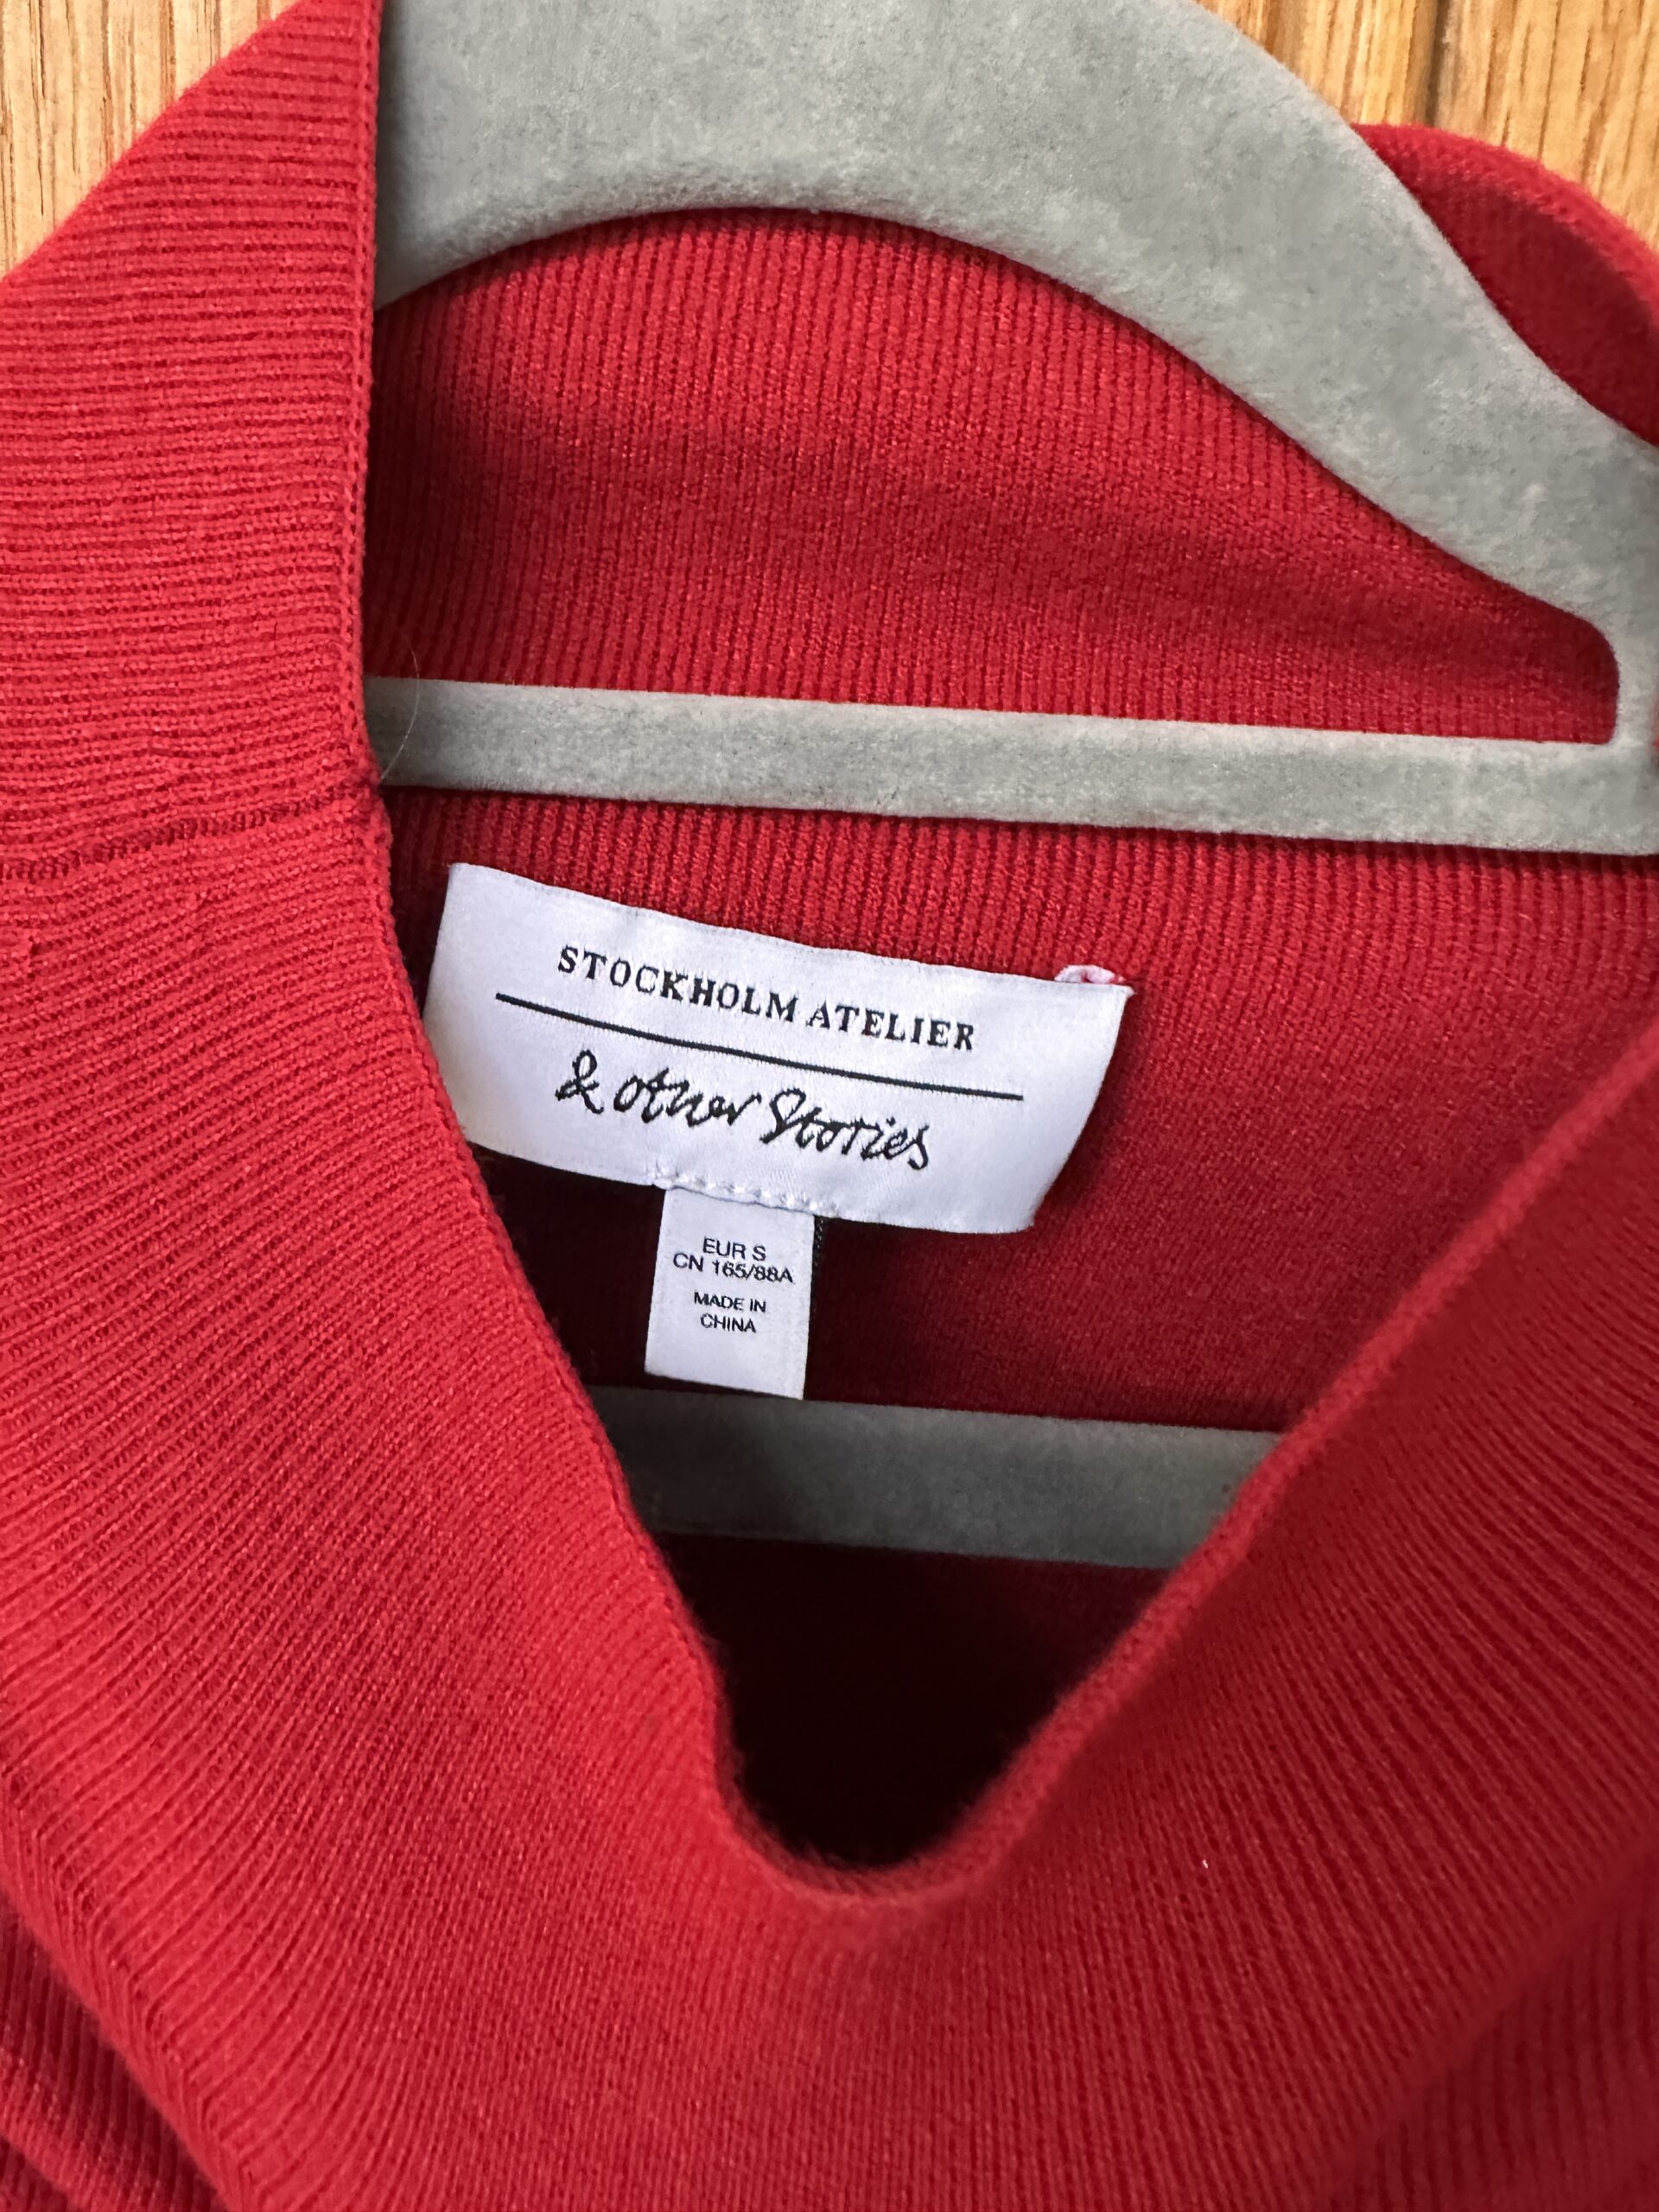 STOCKHOLM ATELIER
& other Stories
EUR S
CN 165/88A
MADE IN
CHINA